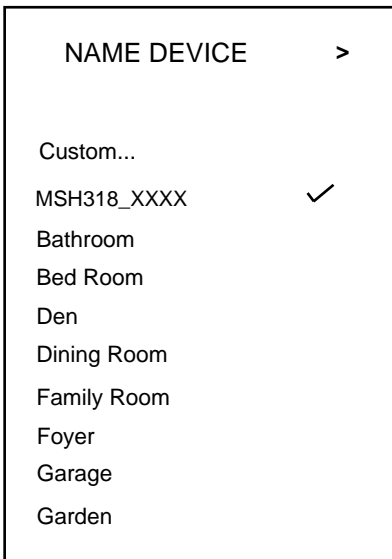 NAME DEVICE >
Custom...
MSH318_XXXX
Bathroom
Bed Room
Den
Dining Room
Family Room
Foyer
Garage
Garden